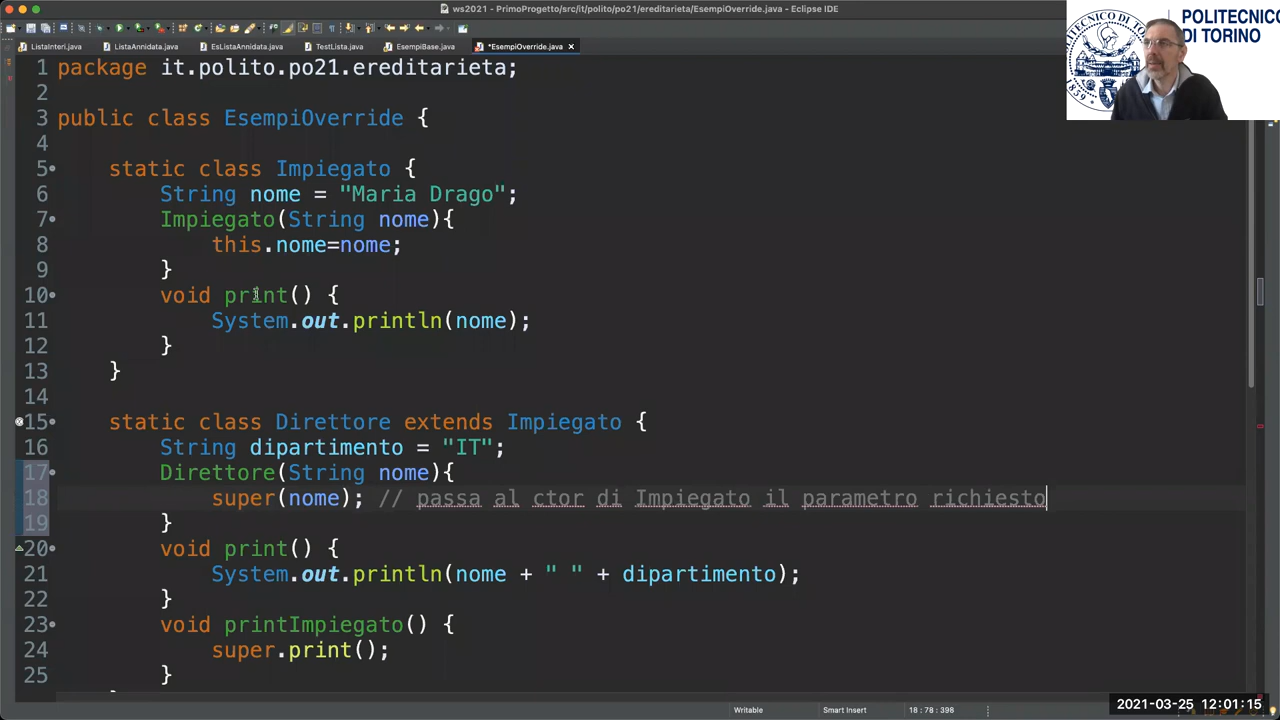 ws2021 - PrimoProgetto/src/it/polito/po21/ereditarieta/EsempiOverride.java - Eclipse IDE
ListaInteri.java ListaAnnidata.java EsListaAnnidata.java TestLista.java EsempiBase.java *EsempiOverride.java
POLITECNICO
DI TORINO
1 package it.polito.po21.ereditarieta;
2
3 public class EsempiOverride {
4
5 static class Impiegato {
6 String nome = "Maria Drago";
7 Impiegato(String nome){
8 this.nome=nome;
9 }
10 void print() {
11 System.out.println(nome);
12 }
13 }
14
15 static class Direttore extends Impiegato {
16 String dipartimento = "IT";
17 Direttore(String nome){
18 super(nome); // passa al ctor di Impiegato il parametro richiesto
19 }
20 void print() {
21 System.out.println(nome + " " + dipartimento);
22 }
23 void printImpiegato() {
24 super.print();
25 }
Writable Smart Insert 18 : 78 : 398
2021-03-25 12:01:15